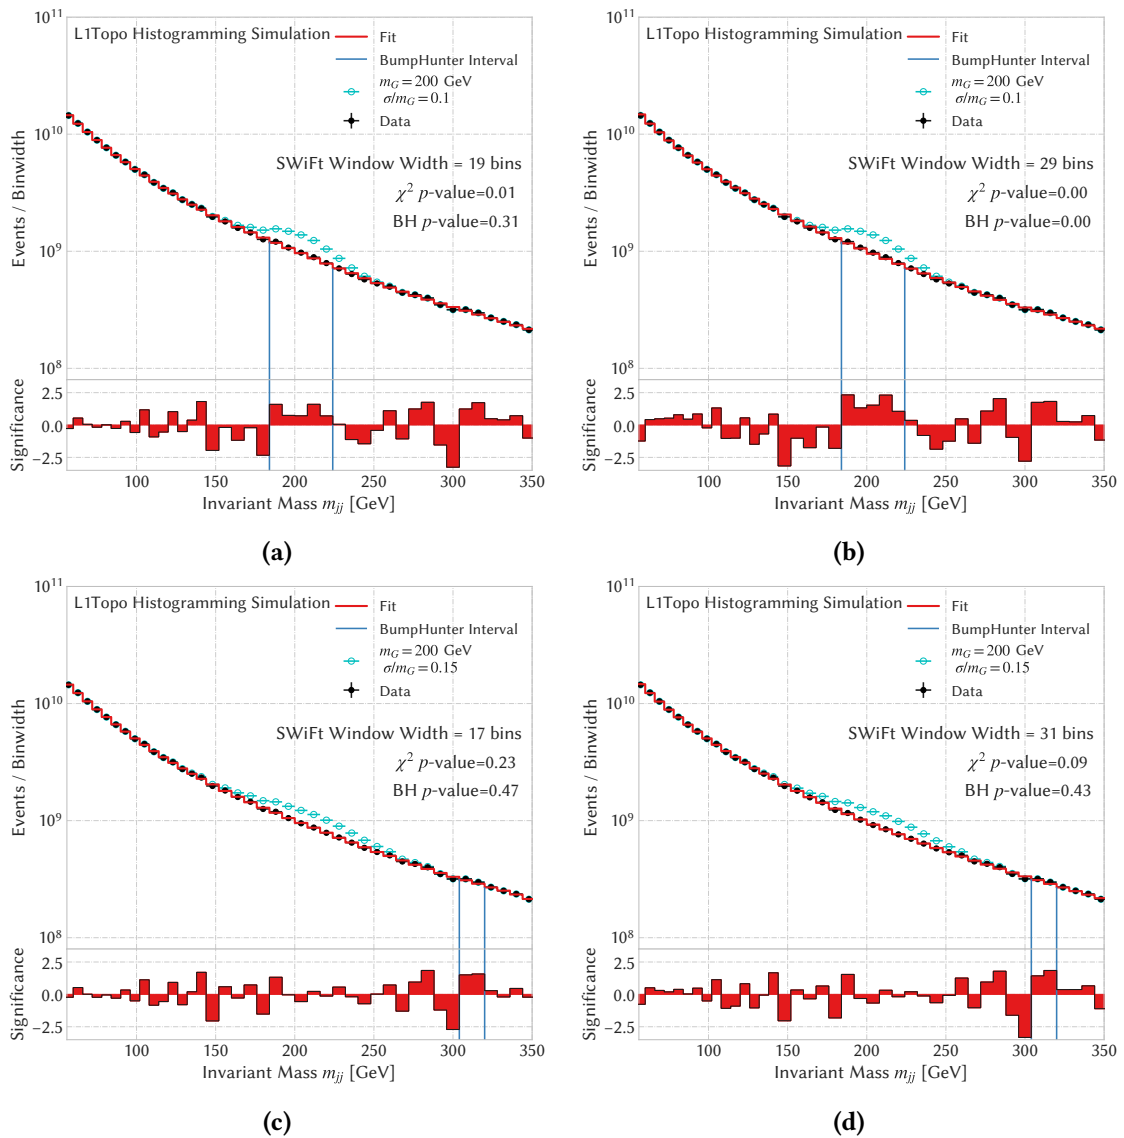 L1Topo Histogramming Simulation
Fit
BumpHunter Interval
m_G = 200 GeV
σ/m_G = 0.1
Data
SWiFt Window Width = 19 bins
χ² p-value=0.01
BH p-value=0.31
Events / Binwidth
10¹¹
10¹⁰
10⁹
10⁸
Significance
2.5
0.0
−2.5
100 150 200 250 300 350
Invariant Mass m_jj [GeV]
(a)
L1Topo Histogramming Simulation
Fit
BumpHunter Interval
m_G = 200 GeV
σ/m_G = 0.1
Data
SWiFt Window Width = 29 bins
χ² p-value=0.00
BH p-value=0.00
Events / Binwidth
10¹¹
10¹⁰
10⁹
10⁸
Significance
2.5
0.0
−2.5
100 150 200 250 300 350
Invariant Mass m_jj [GeV]
(b)
L1Topo Histogramming Simulation
Fit
BumpHunter Interval
m_G = 200 GeV
σ/m_G = 0.15
Data
SWiFt Window Width = 17 bins
χ² p-value=0.23
BH p-value=0.47
Events / Binwidth
10¹¹
10¹⁰
10⁹
10⁸
Significance
2.5
0.0
−2.5
100 150 200 250 300 350
Invariant Mass m_jj [GeV]
(c)
L1Topo Histogramming Simulation
Fit
BumpHunter Interval
m_G = 200 GeV
σ/m_G = 0.15
Data
SWiFt Window Width = 31 bins
χ² p-value=0.09
BH p-value=0.43
Events / Binwidth
10¹¹
10¹⁰
10⁹
10⁸
Significance
2.5
0.0
−2.5
100 150 200 250 300 350
Invariant Mass m_jj [GeV]
(d)